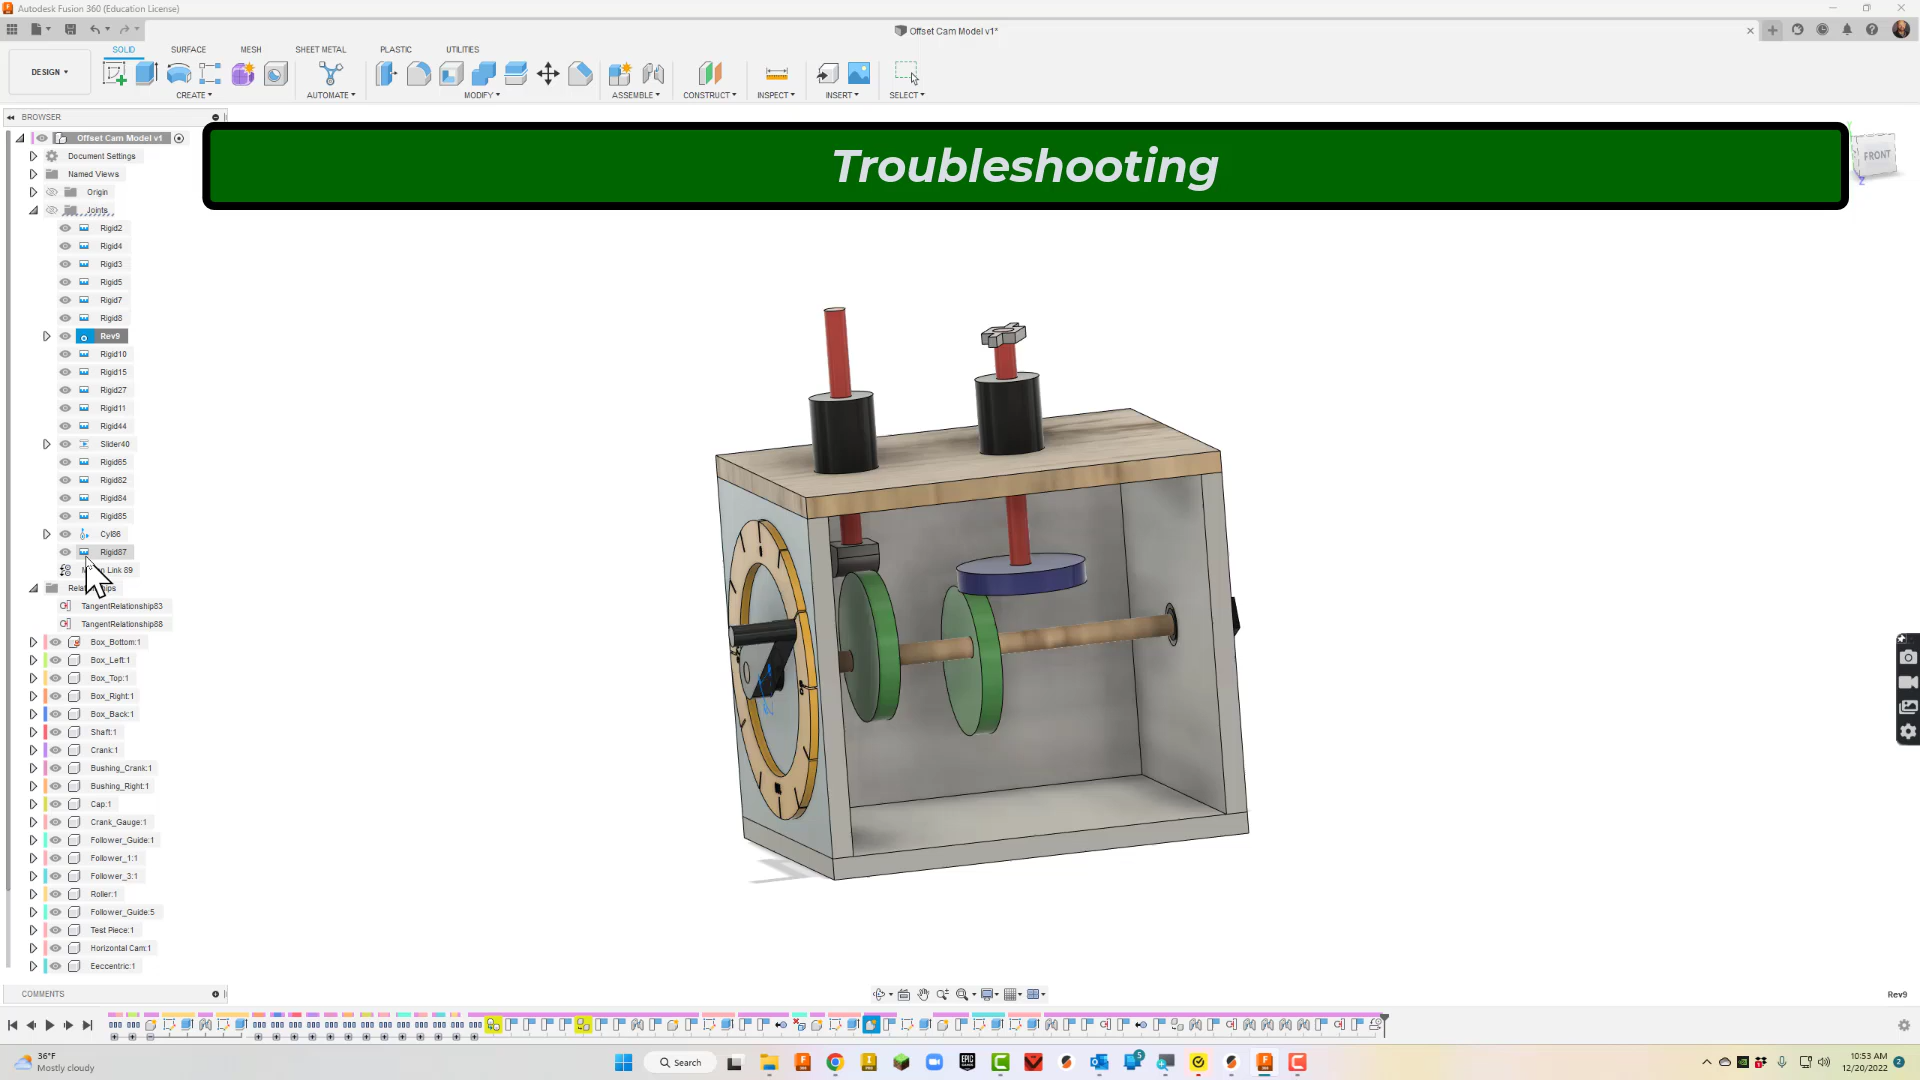 Autodesk Fusion 360 (Education License)
Offset Cam Model v1*
SOLID SURFACE MESH SHEET METAL PLASTIC UTILITIES
DESIGN
CREATE AUTOMATE MODIFY ASSEMBLE CONSTRUCT INSPECT INSERT SELECT
BROWSER
Troubleshooting
FRONT
Z
Offset Cam Model v1
Document Settings
Named Views
Origin
Joints
Rigid2
Rigid4
Rigid3
Rigid5
Rigid7
Rigid8
Rev9
Rigid10
Rigid15
Rigid27
Rigid11
Rigid44
Slider40
Rigid65
Rigid82
Rigid84
Rigid85
Cyl86
Rigid87
Link 89
TangentRelationship83
TangentRelationship88
Box_Bottom:1
Box_Left:1
Box_Top:1
Box_Right:1
Box_Back:1
Shaft:1
Crank:1
Bushing_Crank:1
Bushing_Right:1
Cap:1
Crank_Gauge:1
Follower_Guide:1
Follower_1:1
Follower_3:1
Roller:1
Follower_Guide:5
Test Piece:1
Horizontal Cam:1
Eeccentric:1
COMMENTS
Rev9
36°F
Mostly cloudy
Search
EPIC
5
10:53 AM
12/20/2022
2